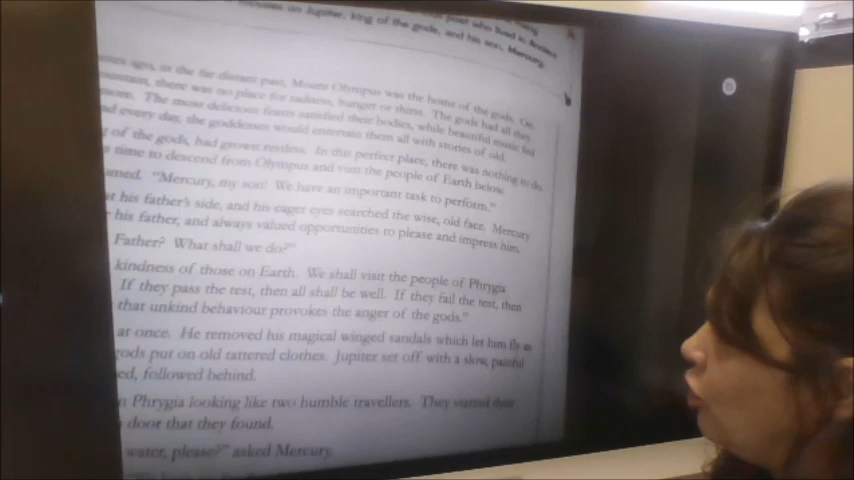 poet who lived in Ancient
on Jupiter, king of the gods, and his son, Mercury.
ago, in the far distant past, Mount Olympus was the home of the gods. On
there was no place for sadness, hunger or thirst. The gods had all they
more. The most delicious feasts satisfied their bodies, while beautiful music fed
every day, the goddesses would entertain them all with stories of old.
of the gods, had grown restless. In this perfect place, there was nothing to do
time to descend from Olympus and visit the people of Earth below.
"Mercury, my son! We have an important task to perform."
his father's side, and his eager eyes searched the wise, old face. Mercury
his father, and always valued opportunities to please and impress him.
Father? What shall we do?"
kindness of those on Earth. We shall visit the people of Phrygia
If they pass the test, then all shall be well. If they fail the test, then
that unkind behaviour provokes the anger of the gods."
at once. He removed his magical winged sandals which let him fly as
gods put on old tattered clothes. Jupiter set off with a slow, painful
followed behind.
Phrygia looking like two humble travellers. They started their
door that they found.
water, please?" asked Mercury.